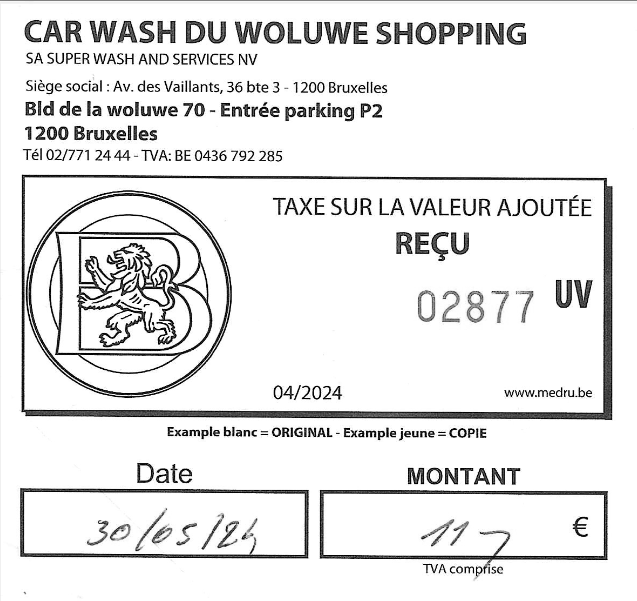 CAR WASH DU WOLUWE SHOPPING
SA SUPER WASH AND SERVICES NV
Siège social : Av. des Vaillants, 36 bte 3 - 1200 Bruxelles
Bld de la woluwe 70 - Entrée parking P2
1200 Bruxelles
Tél 02/771 24 44 - TVA: BE 0436 792 285
TAXE SUR LA VALEUR AJOUTÉE
REÇU
02877 UV
B
04/2024 www.medru.be
Example blanc = ORIGINAL - Example jeune = COPIE
Date MONTANT
30/05/24 11 -, €
TVA comprise